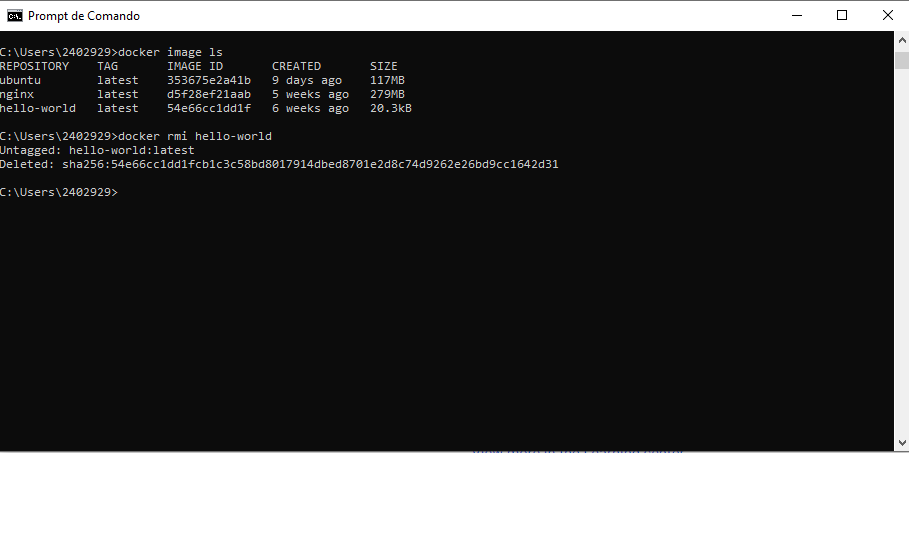 Prompt de Comando
C:\Users\2402929>docker image ls
REPOSITORY TAG IMAGE ID CREATED SIZE
ubuntu latest 353675e2a41b 9 days ago 117MB
nginx latest d5f28ef21aab 5 weeks ago 279MB
hello-world latest 54e66cc1dd1f 6 weeks ago 20.3kB
C:\Users\2402929>docker rmi hello-world
Untagged: hello-world:latest
Deleted: sha256:54e66cc1dd1fcb1c3c58bd8017914dbed8701e2d8c74d9262e26bd9cc1642d31
C:\Users\2402929>